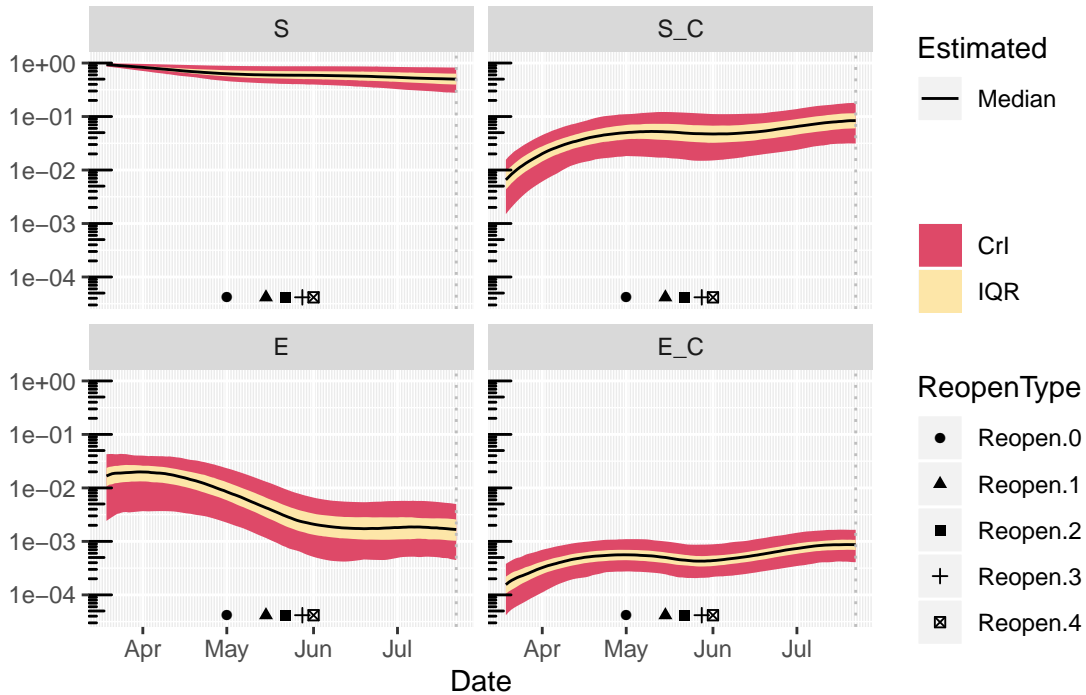 S
S_C
1e+00
1e−01
1e−02
1e−03
1e−04
E
E_C
1e+00
1e−01
1e−02
1e−03
1e−04
Apr
May
Jun
Jul
Apr
May
Jun
Jul
Date
Estimated
Median
CrI
IQR
ReopenType
Reopen.0
Reopen.1
Reopen.2
Reopen.3
Reopen.4